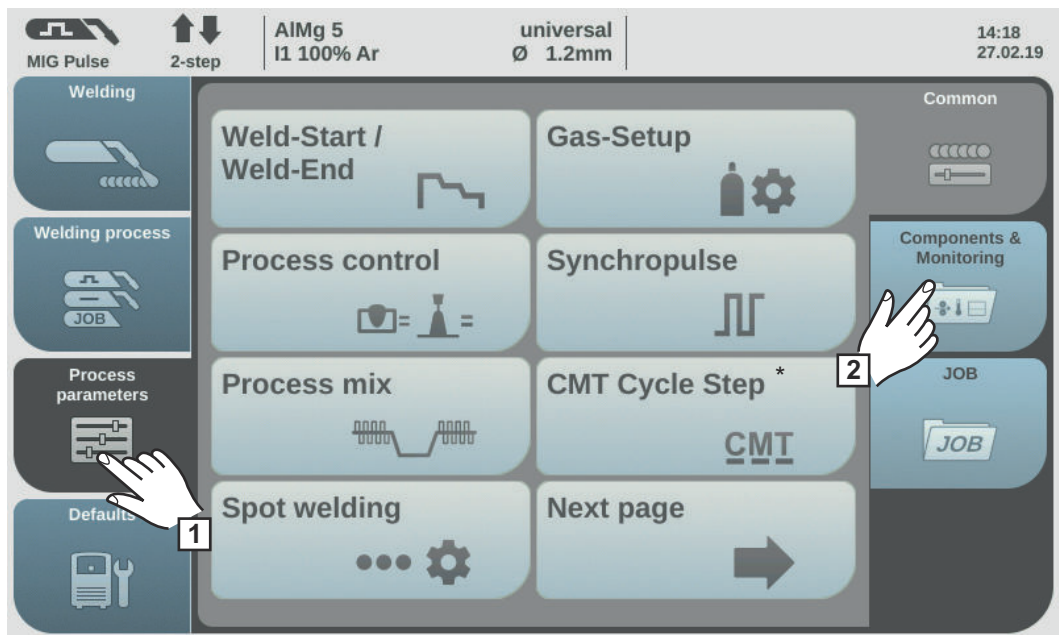 MIG Pulse
2-step
AlMg 5
I1 100% Ar
universal
Ø 1.2mm
14:18
27.02.19
Welding
Welding process
JOB
Process
parameters
Defaults
1
Weld-Start /
Weld-End
Gas-Setup
Process control
=
=
Synchropulse
Process mix
CMT Cycle Step *
CMT
Spot welding
Next page
Common
Components &
Monitoring
2
JOB
JOB